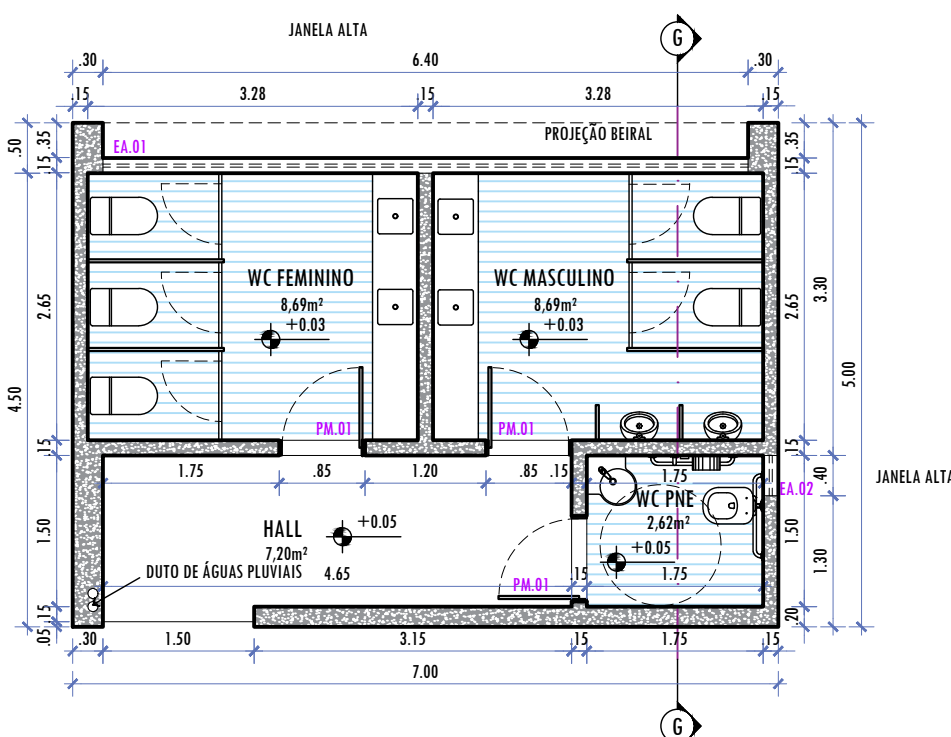 JANELA ALTA
G
.30 6.40 .30
.15 3.28 .15 3.28 .15
.50 .35 .15
EA.01
PROJEÇÃO BEIRAL
.35 .15
WC FEMININO
8,69m²
+0.03
WC MASCULINO
8,69m²
+0.03
2.65
4.50
2.65
3.30
5.00
PM.01
PM.01
.15
.15
1.75 .85 1.20 .85 .15 1.75
.40
JANELA ALTA
EA.02
WC PNE
2,62m²
+0.05
HALL
7,20m²
+0.05
1.50
1.50
1.30
DUTO DE ÁGUAS PLUVIAIS
4.65 .15 1.75
PM.01
.15
.05
.20
.30 1.50 3.15 .15 1.75 .15
7.00
G